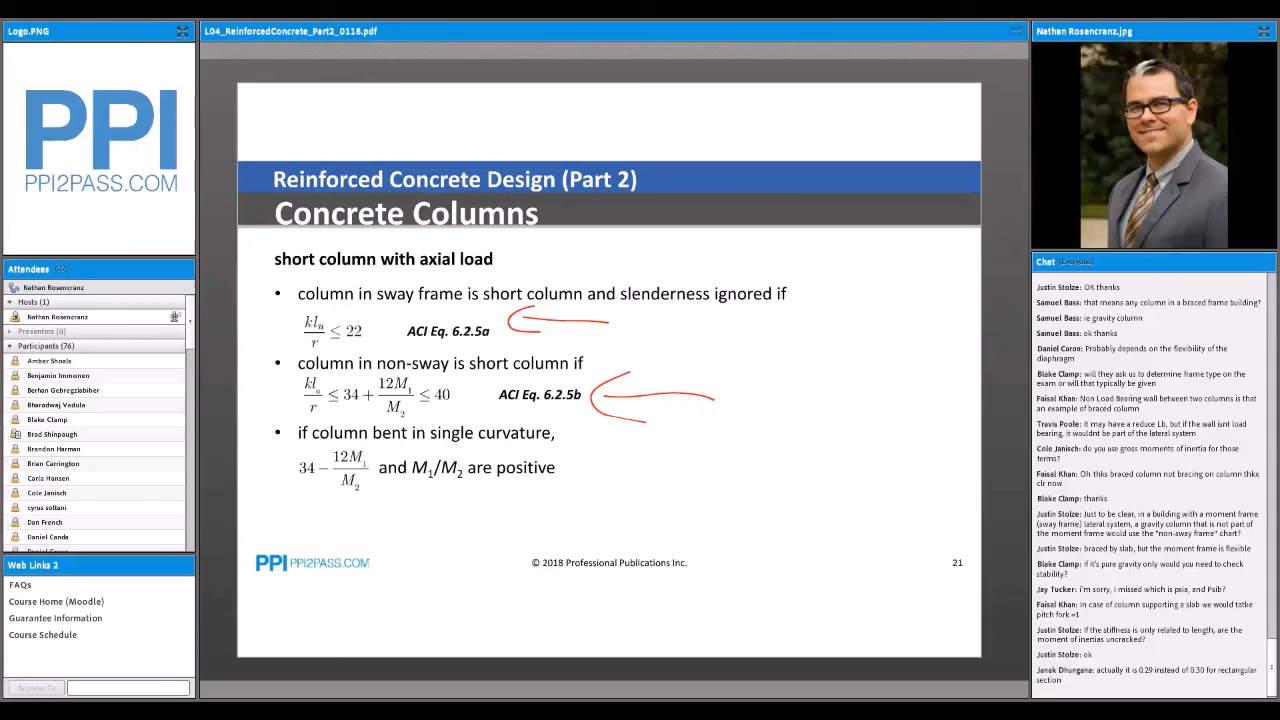 Logo.PNG
PPI
PPI2PASS.COM
Attendees
Nathan Rosencranz
Hosts (1)
Nathan Rosencranz
Presenters (0)
Participants (76)
Amber Shoals
Benjamin Immonen
Berhan Gebregziabiher
Bharadwaj Vedula
Blake Clamp
Brad Shinpaugh
Brandon Harman
Brian Carrington
Carla Hansen
Cole Janisch
cyrus soltani
Dan French
Daniel Canda
Web Links 2
FAQs
Course Home (Moodle)
Guarantee Information
Course Schedule
Browse To
L04_ReinforcedConcrete_Part2_0118.pdf
Reinforced Concrete Design (Part 2)
Concrete Columns
short column with axial load
• column in sway frame is short column and slenderness ignored if
kl_u/r ≤ 22 ACI Eq. 6.2.5a
• column in non-sway is short column if
kl_u/r ≤ 34 + 12M_1/M_2 ≤ 40 ACI Eq. 6.2.5b
• if column bent in single curvature,
34 − 12M_1/M_2 and M_1/M_2 are positive
PPI PPI2PASS.COM
© 2018 Professional Publications Inc.
21
Nathan Rosencranz.jpg
Chat (Everyone)
Justin Stolze: OK thanks
Samuel Bass: that means any column in a braced frame building?
Samuel Bass: ie gravity column
Samuel Bass: ok thanks
Daniel Caron: Probably depends on the flexibility of the
diaphragm
Blake Clamp: will they ask us to determine frame type on the
exam or will that typically be given
Faisal Khan: Non Load Bearing wall between two columns is that
an example of braced column
Travis Poole: It may have a reduce Lb, but if the wall isnt load
bearing, it wouldnt be part of the lateral system
Cole Janisch: do you use gross moments of inertia for those
terms?
Faisal Khan: Oh thks braced column not bracing on column thkx
clr now
Blake Clamp: thanks
Justin Stolze: Just to be clear, in a building with a moment frame
(sway frame) lateral system, a gravity column that is not part of
the moment frame would use the "non-sway frame" chart?
Justin Stolze: braced by slab, but the moment frame is flexible
Blake Clamp: if it's pure gravity only would you need to check
stability?
Jay Tucker: i'm sorry, i missed which is psia, and Psib?
Faisal Khan: In case of column supporting a slab we would tatke
pitch fork =1
Justin Stolze: If the stiffness is only related to length, are the
moment of inertias uncracked?
Justin Stolze: ok
Janak Dhungana: actually it is 0.29 instead of 0.30 for rectangular
section